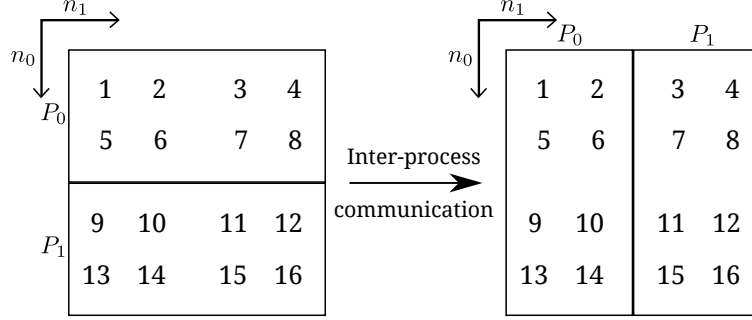 n₁ n₁
P₀ P₁
n₀ n₀
P₀ 1 2 3 4 1 2 3 4
5 6 7 8 5 6 7 8
Inter-process
communication
P₁ 9 10 11 12 9 10 11 12
13 14 15 16 13 14 15 16